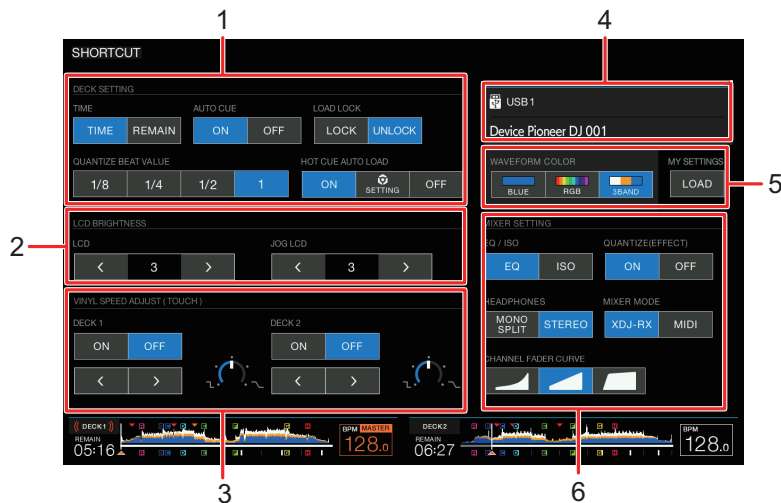 1
4
SHORTCUT
DECK SETTING
TIME
AUTO CUE
LOAD LOCK
TIME REMAIN
ON OFF
LOCK UNLOCK
QUANTIZE BEAT VALUE
HOT CUE AUTO LOAD
1/8 1/4 1/2 1
ON SETTING OFF
USB 1
Device Pioneer DJ 001
WAVEFORM COLOR
MY SETTINGS
BLUE RGB 3BAND
LOAD
5
2
LCD BRIGHTNESS
LCD
JOG LCD
< 3 >
< 3 >
MIXER SETTING
EQ / ISO
QUANTIZE(EFFECT)
EQ ISO
ON OFF
HEADPHONES
MIXER MODE
MONO SPLIT STEREO
XDJ-RX MIDI
CHANNEL FADER CURVE
VINYL SPEED ADJUST ( TOUCH )
DECK 1
DECK 2
ON OFF
ON OFF
< >
< >
DECK1
REMAIN
05:16
BPM MASTER
128.0
DECK2
REMAIN
06:27
BPM
128.0
3
6